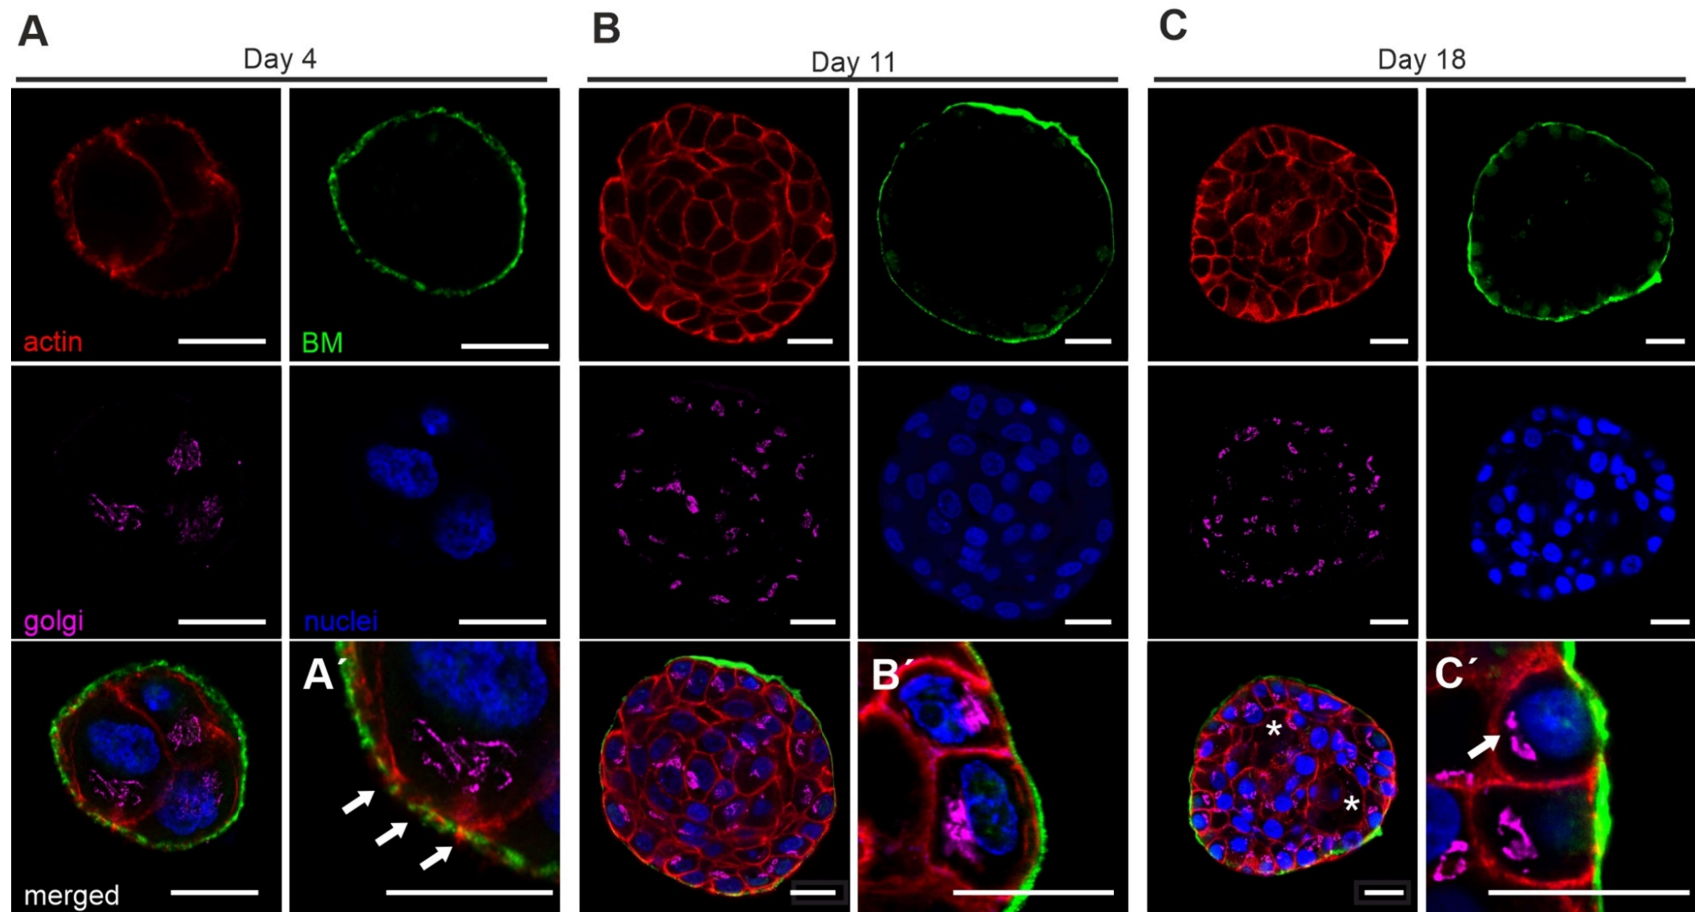 A
B
C
Day 4
Day 11
Day 18
actin
BM
golgi
nuclei
merged
A´
B´
*
*
C´